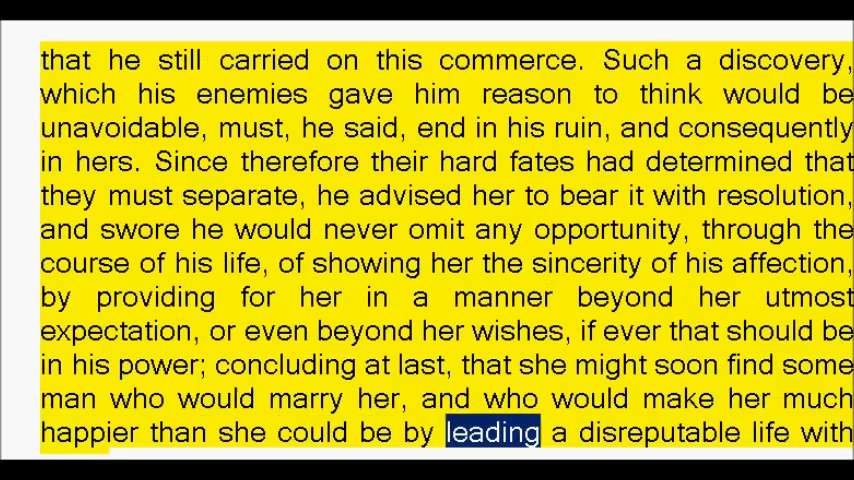 that he still carried on this commerce. Such a discovery,
which his enemies gave him reason to think would be
unavoidable, must, he said, end in his ruin, and consequently
in hers. Since therefore their hard fates had determined that
they must separate, he advised her to bear it with resolution,
and swore he would never omit any opportunity, through the
course of his life, of showing her the sincerity of his affection,
by providing for her in a manner beyond her utmost
expectation, or even beyond her wishes, if ever that should be
in his power; concluding at last, that she might soon find some
man who would marry her, and who would make her much
happier than she could be by leading a disreputable life with